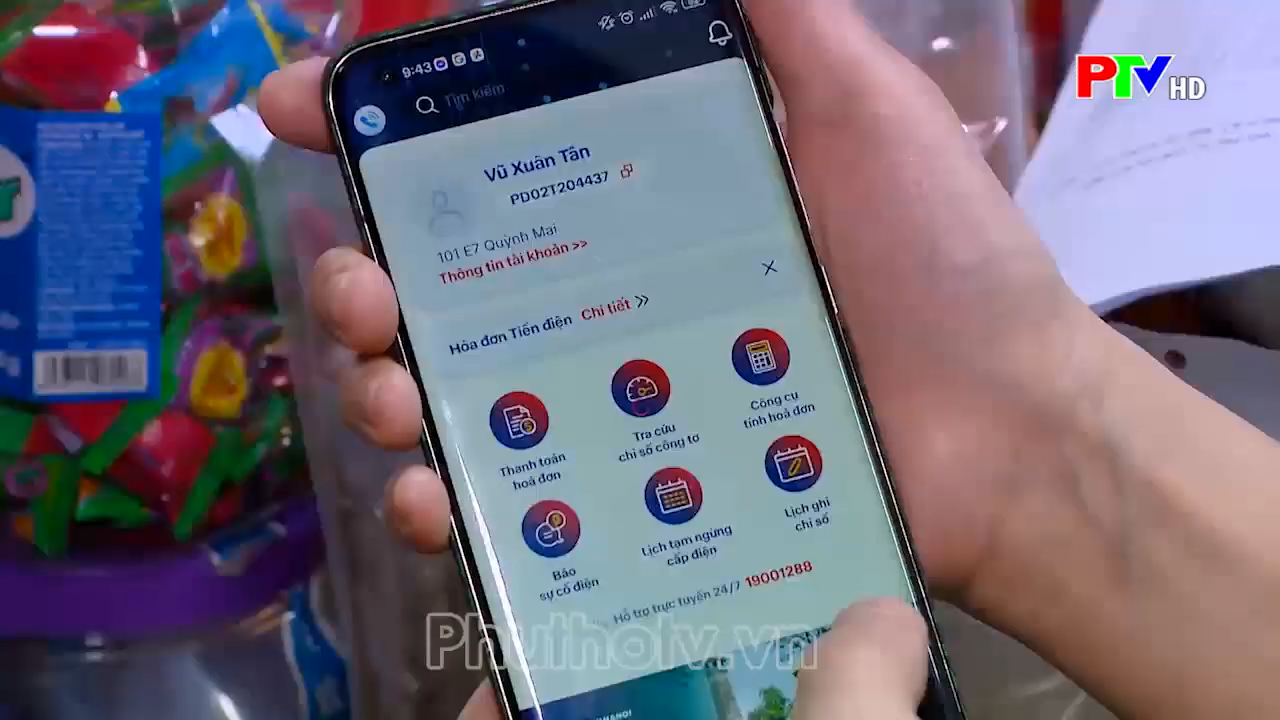 PTV HD
9:43
Tìm kiếm
Vũ Xuân Tân
PD02T204437
101 E7 Quỳnh Mai
Thông tin tài khoản >>
Hóa đơn Tiền điện Chi tiết >>
Thanh toán
hoá đơn
Tra cứu
chỉ số công tơ
Công cụ
tính hoá đơn
Báo
sự cố điện
Lịch tạm ngừng
cấp điện
Lịch ghi
chỉ số
Hỗ trợ trực tuyến 24/7 19001288
Phuthotv.vn